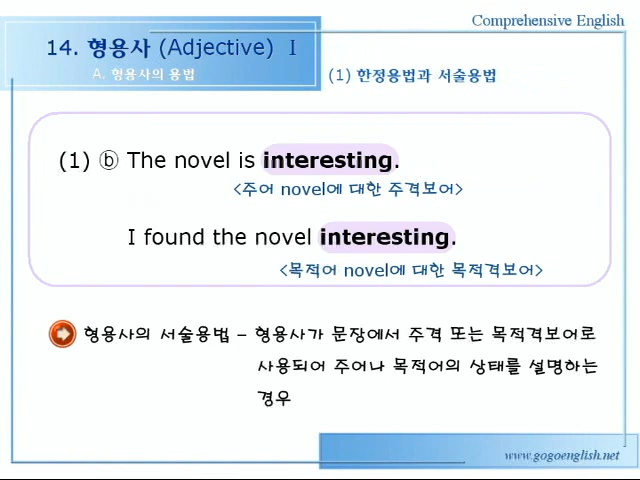 Comprehensive English
14. 형용사 (Adjective) Ⅰ
A. 형용사의 용법
(1) 한정용법과 서술용법
(1) ⓑ The novel is interesting.
<주어 novel에 대한 주격보어>
I found the novel interesting.
<목적어 novel에 대한 목적격보어>
형용사의 서술용법 – 형용사가 문장에서 주격 또는 목적격보어로
사용되어 주어나 목적어의 상태를 설명하는
경우
www.gogoenglish.net